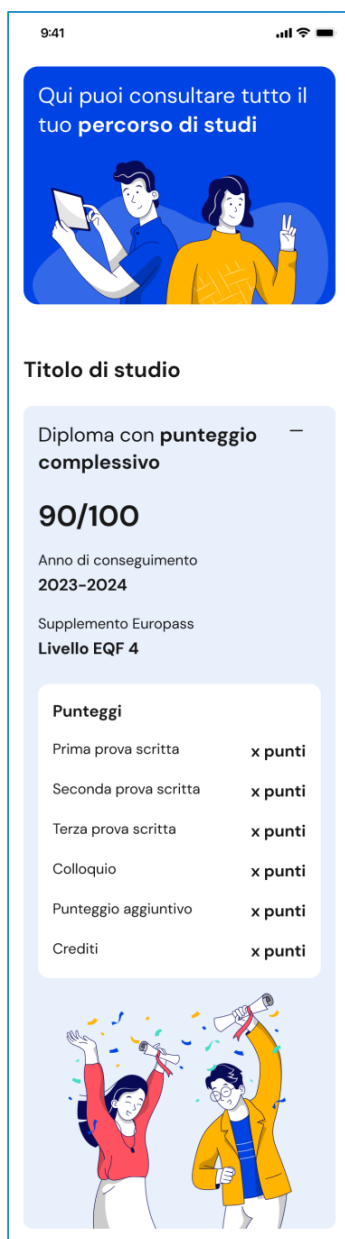 9:41
Qui puoi consultare tutto il
tuo percorso di studi
Titolo di studio
Diploma con punteggio
complessivo
90/100
Anno di conseguimento
2023-2024
Supplemento Europass
Livello EQF 4
Punteggi
Prima prova scritta x punti
Seconda prova scritta x punti
Terza prova scritta x punti
Colloquio x punti
Punteggio aggiuntivo x punti
Crediti x punti